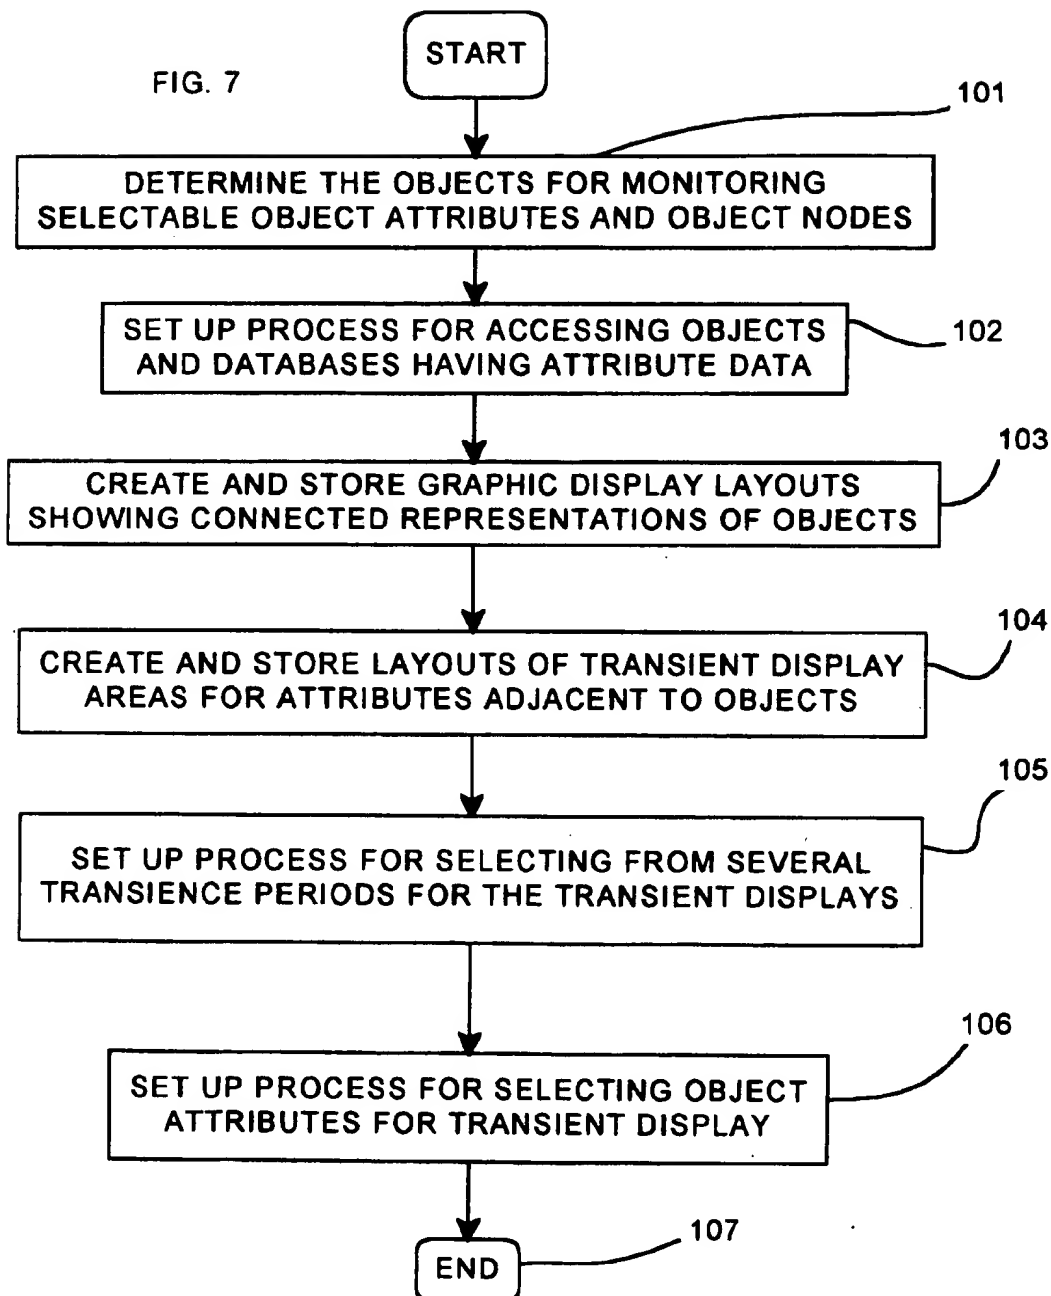 START
FIG. 7
101
DETERMINE THE OBJECTS FOR MONITORING
SELECTABLE OBJECT ATTRIBUTES AND OBJECT NODES
SET UP PROCESS FOR ACCESSING OBJECTS
AND DATABASES HAVING ATTRIBUTE DATA
102
103
CREATE AND STORE GRAPHIC DISPLAY LAYOUTS
SHOWING CONNECTED REPRESENTATIONS OF OBJECTS
104
CREATE AND STORE LAYOUTS OF TRANSIENT DISPLAY
AREAS FOR ATTRIBUTES ADJACENT TO OBJECTS
105
SET UP PROCESS FOR SELECTING FROM SEVERAL
TRANSIENCE PERIODS FOR THE TRANSIENT DISPLAYS
106
SET UP PROCESS FOR SELECTING OBJECT
ATTRIBUTES FOR TRANSIENT DISPLAY
107
END